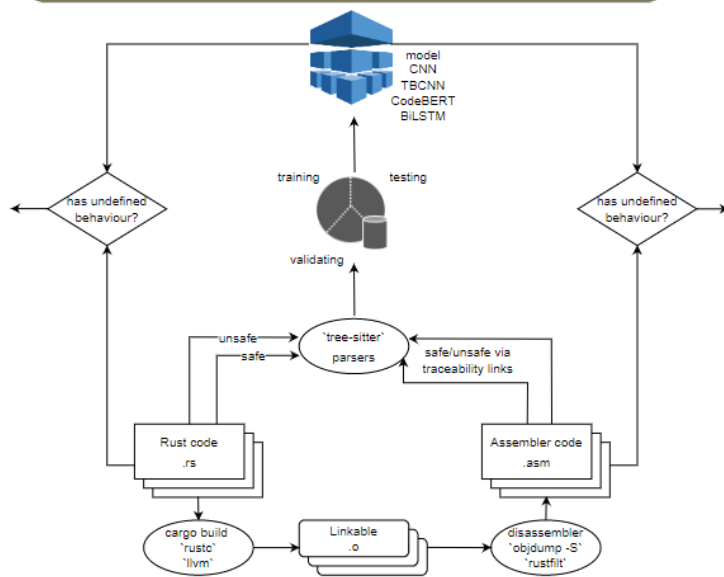 model
CNN
TBCNN
CodeBERT
BiLSTM
training
testing
has undefined
behaviour?
has undefined
behaviour?
validating
unsafe
safe
`tree-sitter`
parsers
safe/unsafe via
traceability links
Rust code
.rs
Assembler code
.asm
cargo build
`rustc`
`llvm`
Linkable
.o
disassembler
`objdump -S`
`rustfilt`